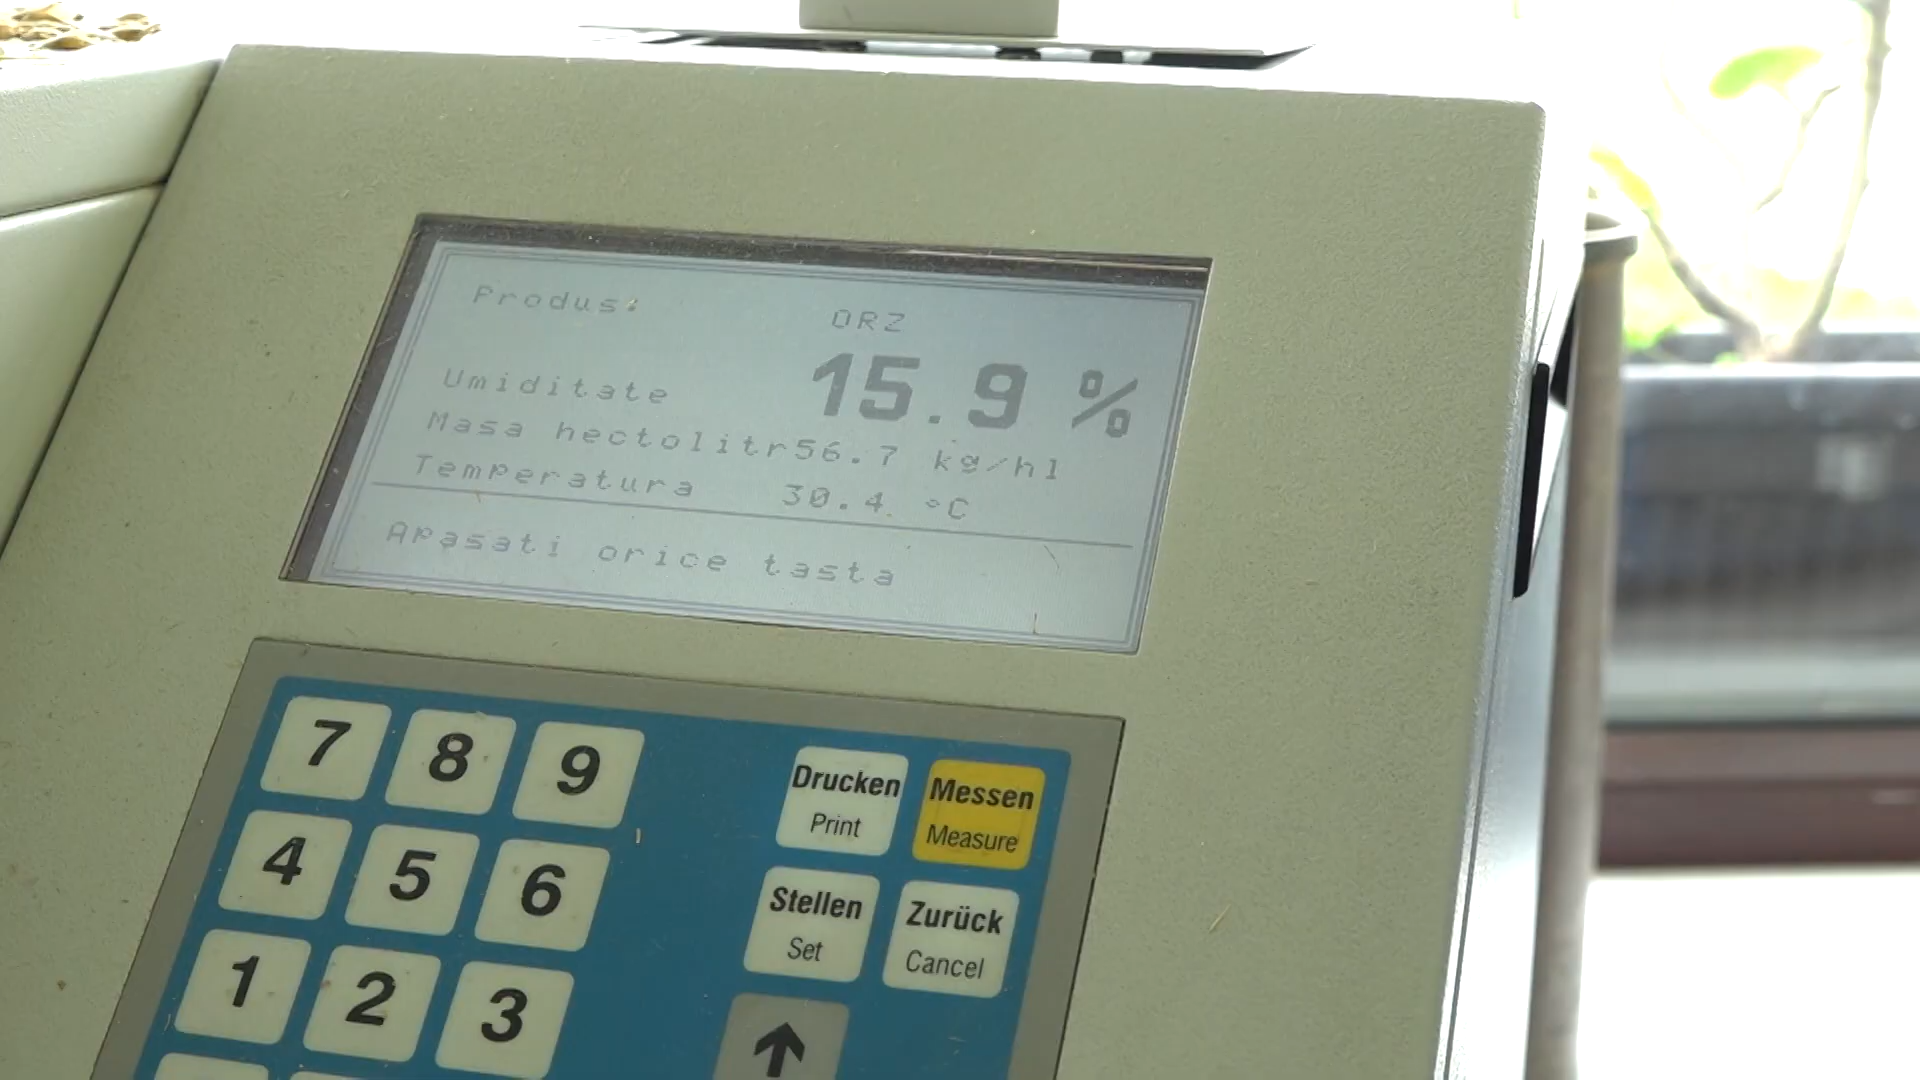 Produs: ORZ
Umiditate 15.9 %
Masa hectolitr56.7 kg/hl
Temperatura 30.4 °C
Apasati orice tasta
7 8 9
Drucken Messen
Print Measure
4 5 6
Stellen Zurück
Set Cancel
1 2 3
↑